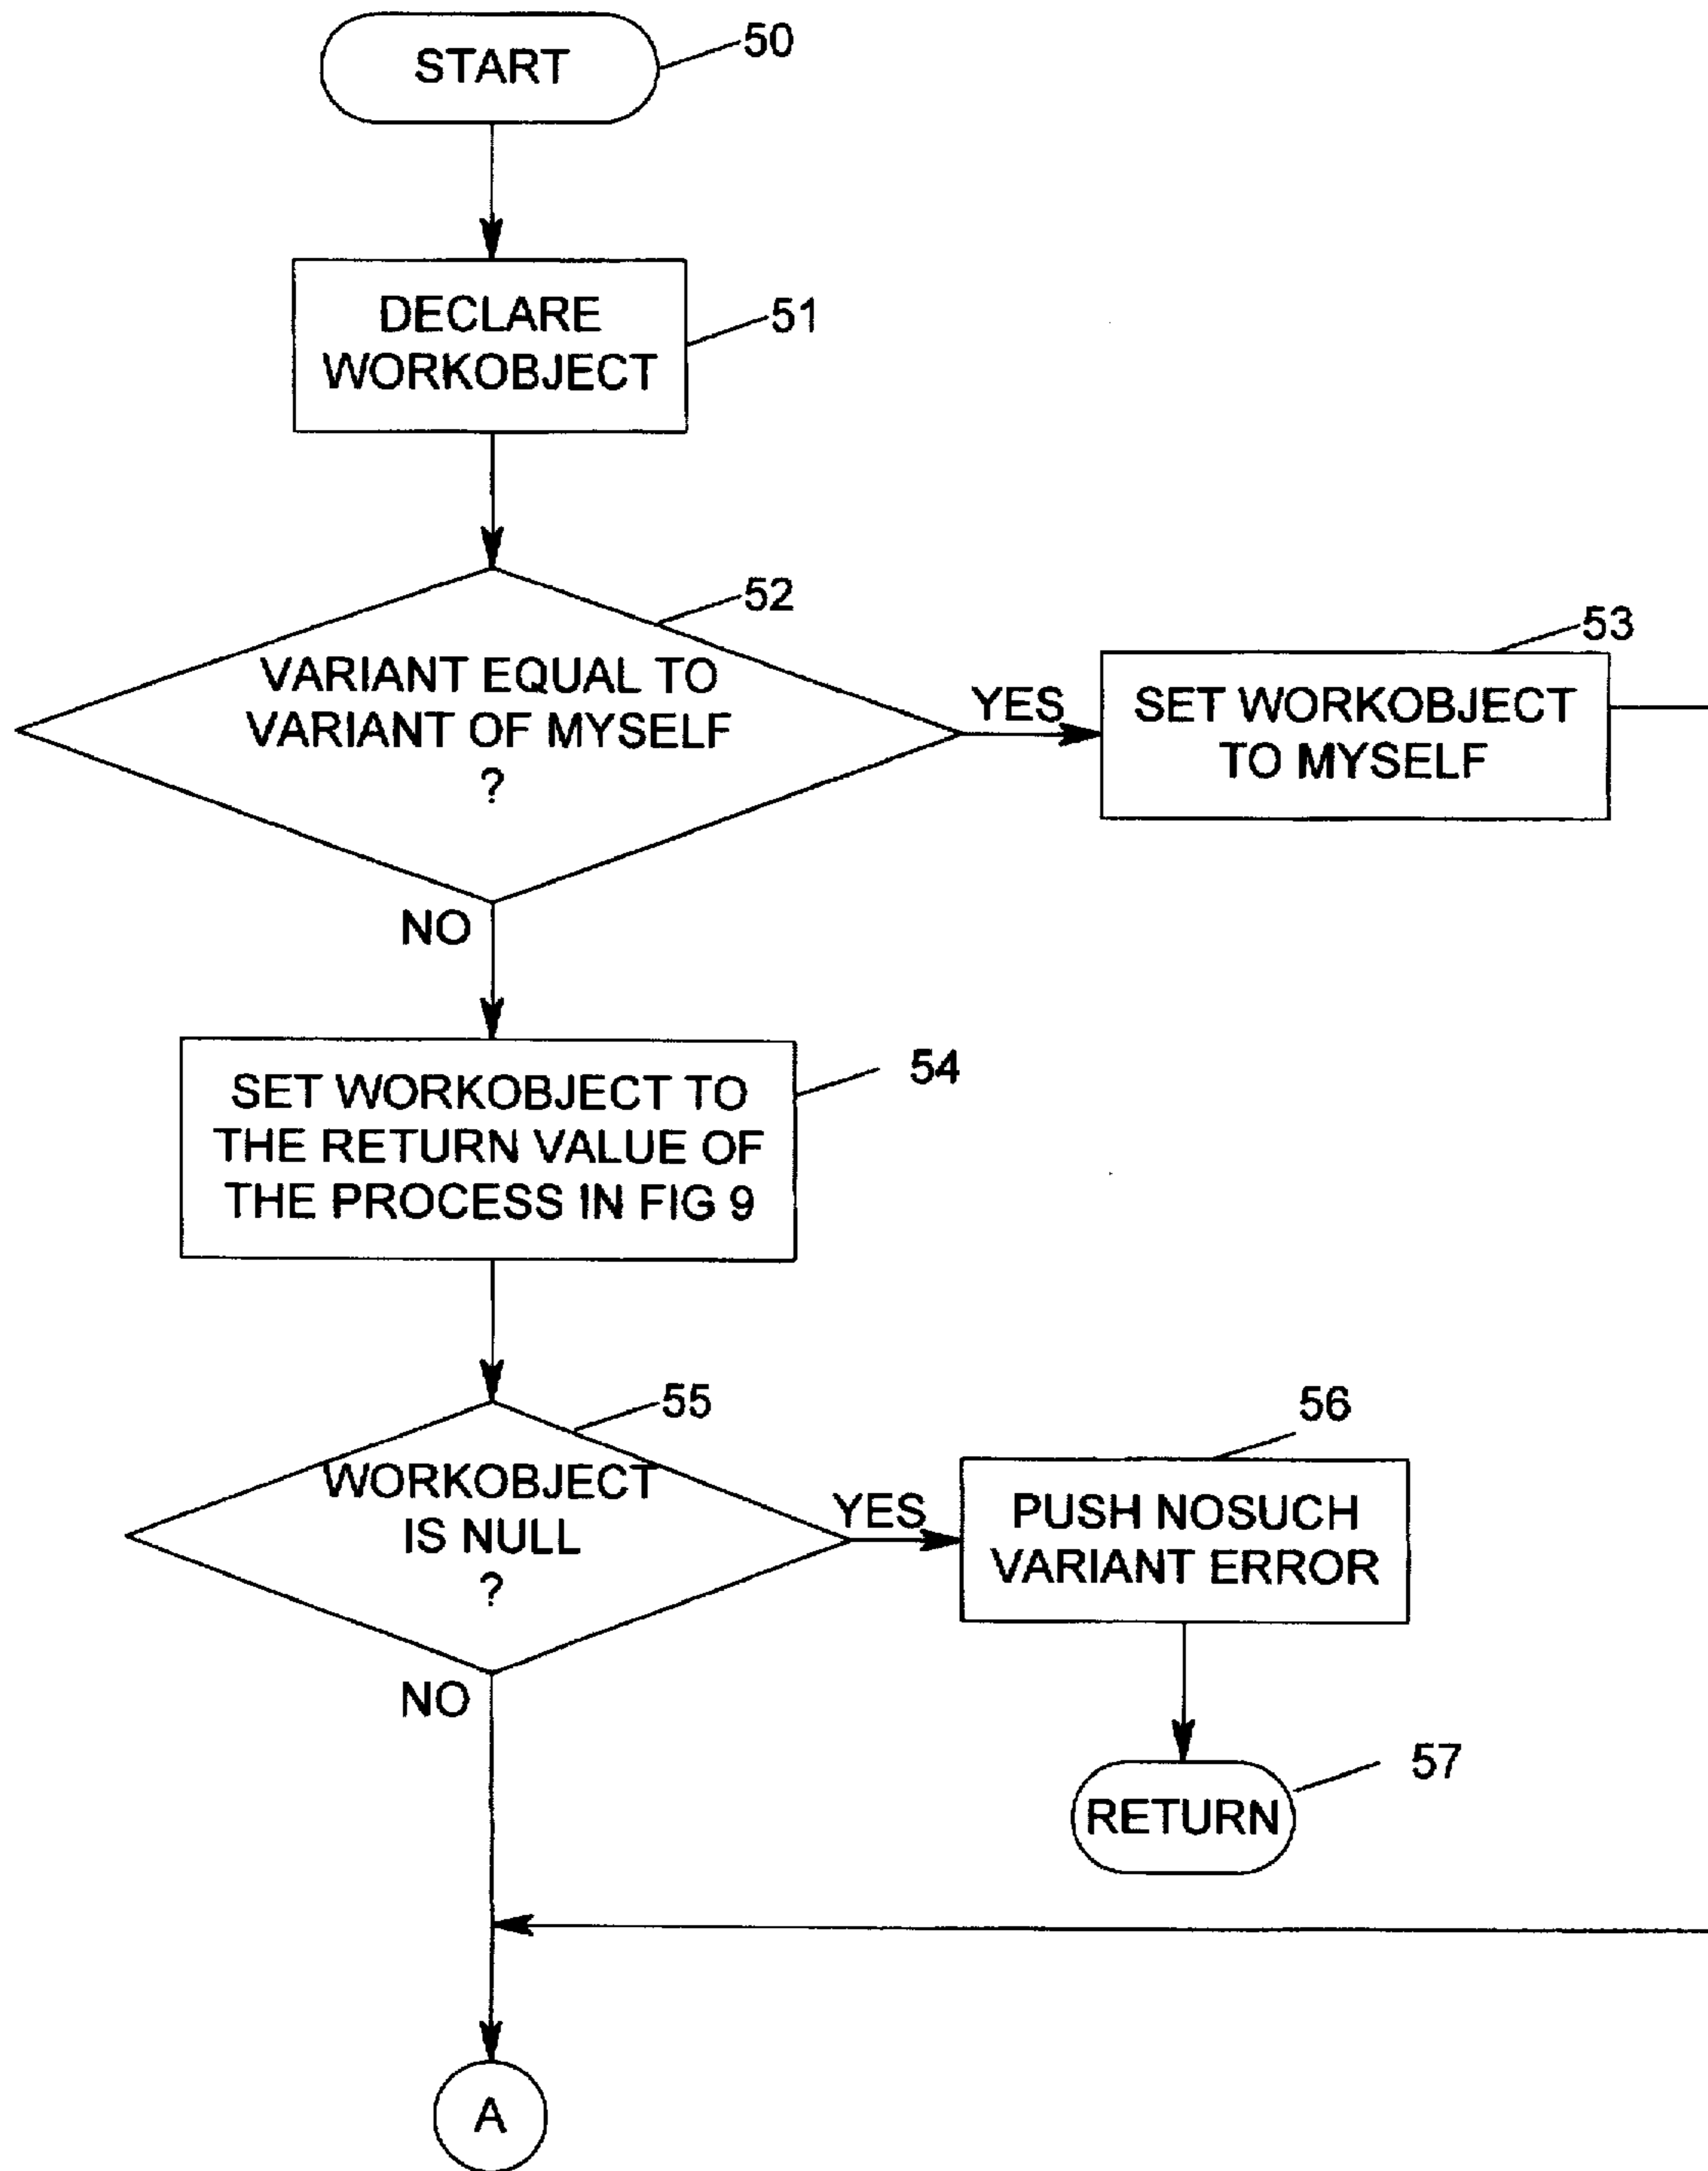 START
50
DECLARE
WORKOBJECT
51
52
VARIANT EQUAL TO
VARIANT OF MYSELF
?
YES
53
SET WORKOBJECT
TO MYSELF
NO
54
SET WORKOBJECT TO
THE RETURN VALUE OF
THE PROCESS IN FIG 9
55
WORKOBJECT
IS NULL
?
YES
56
PUSH NOSUCH
VARIANT ERROR
NO
57
RETURN
A